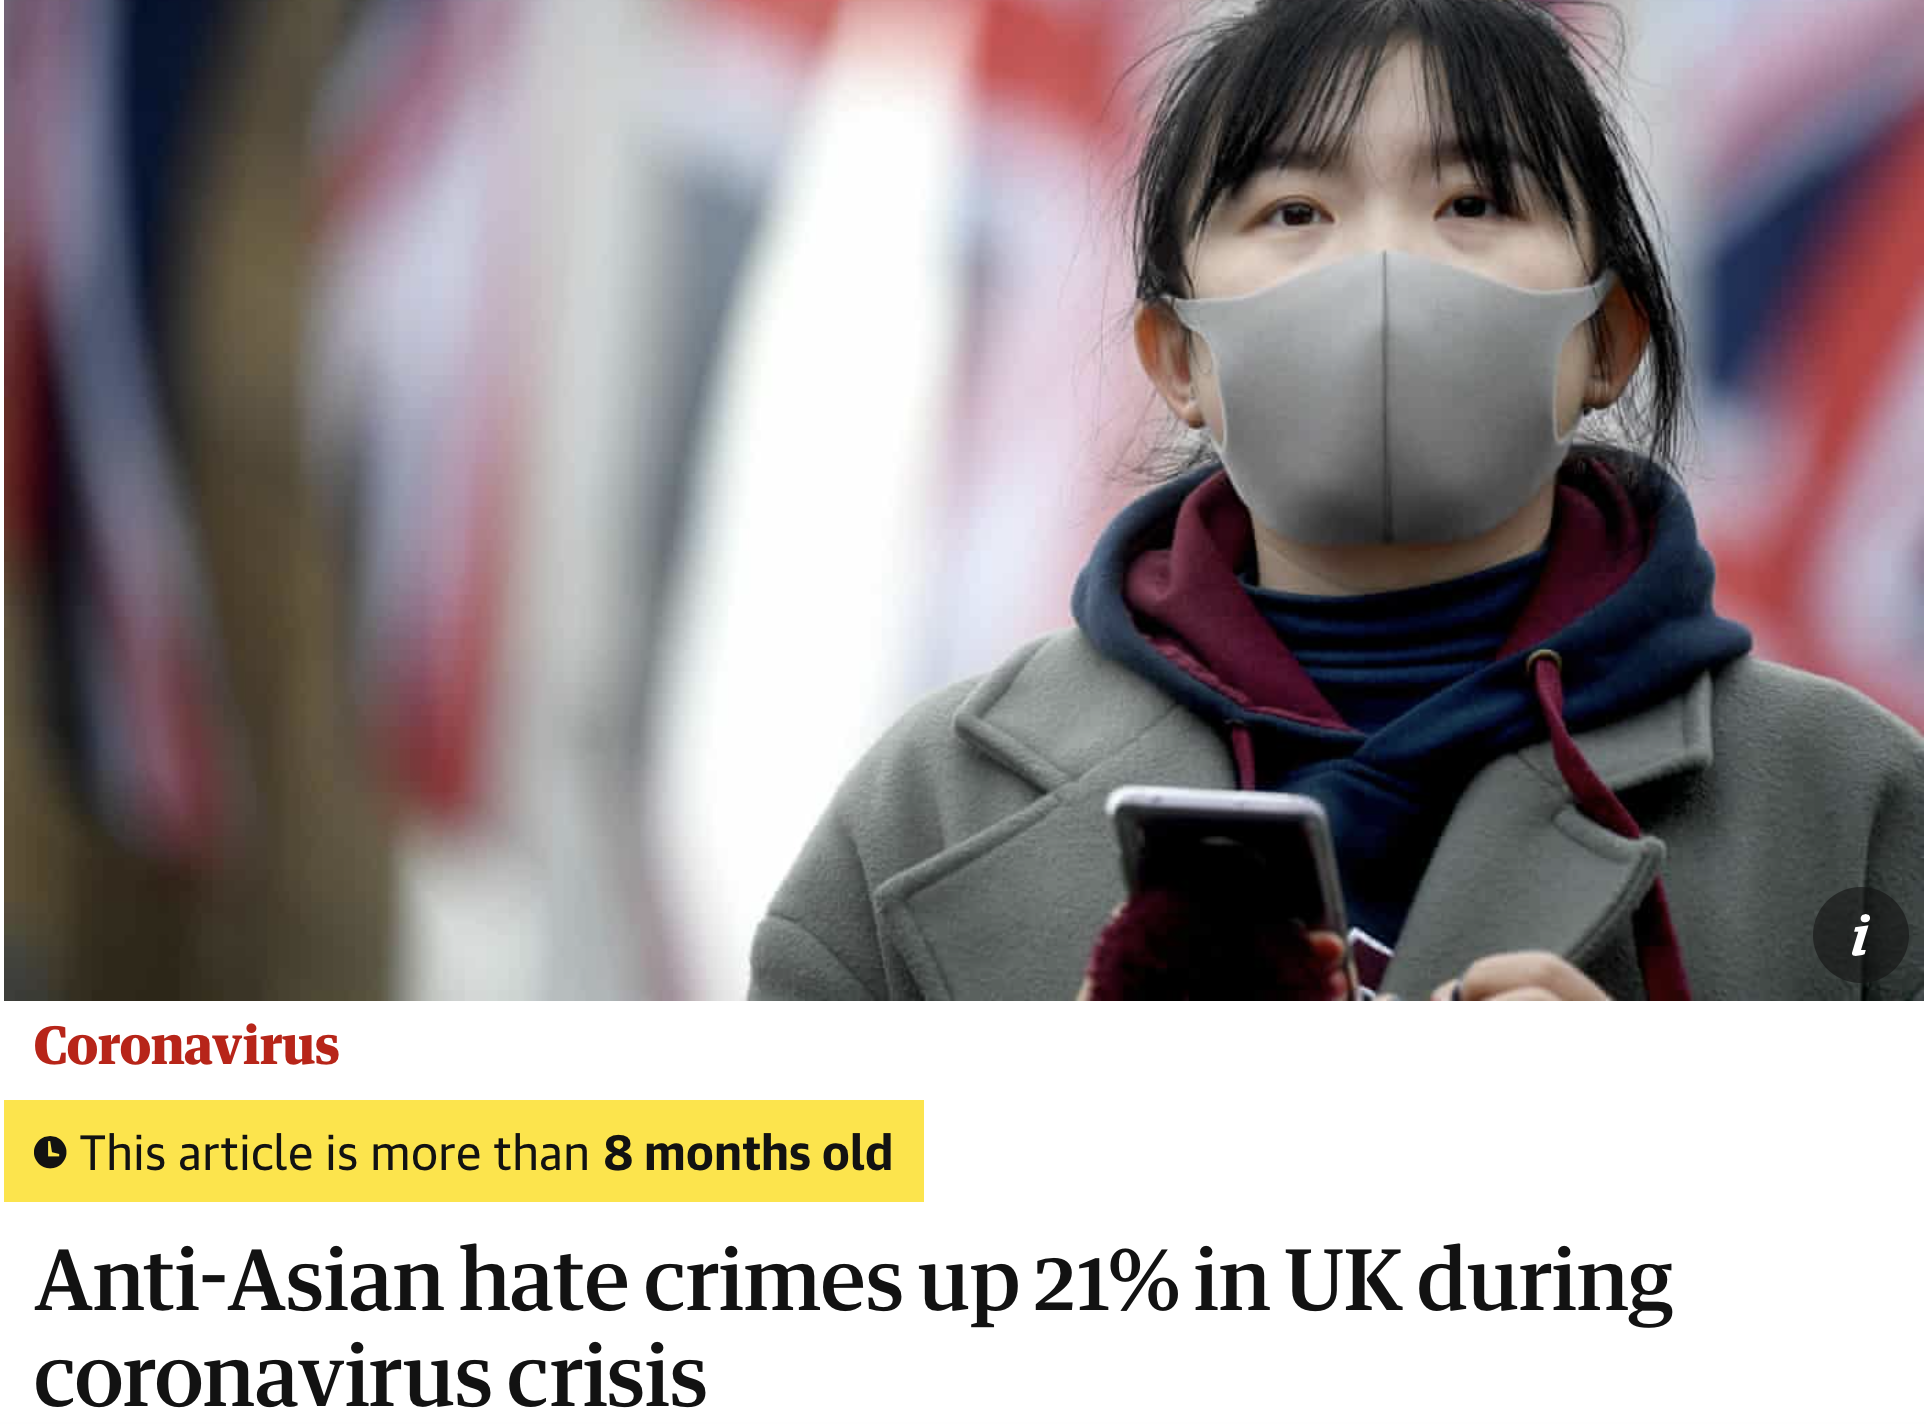 i
Coronavirus
This article is more than 8 months old
Anti-Asian hate crimes up 21% in UK during
coronavirus crisis